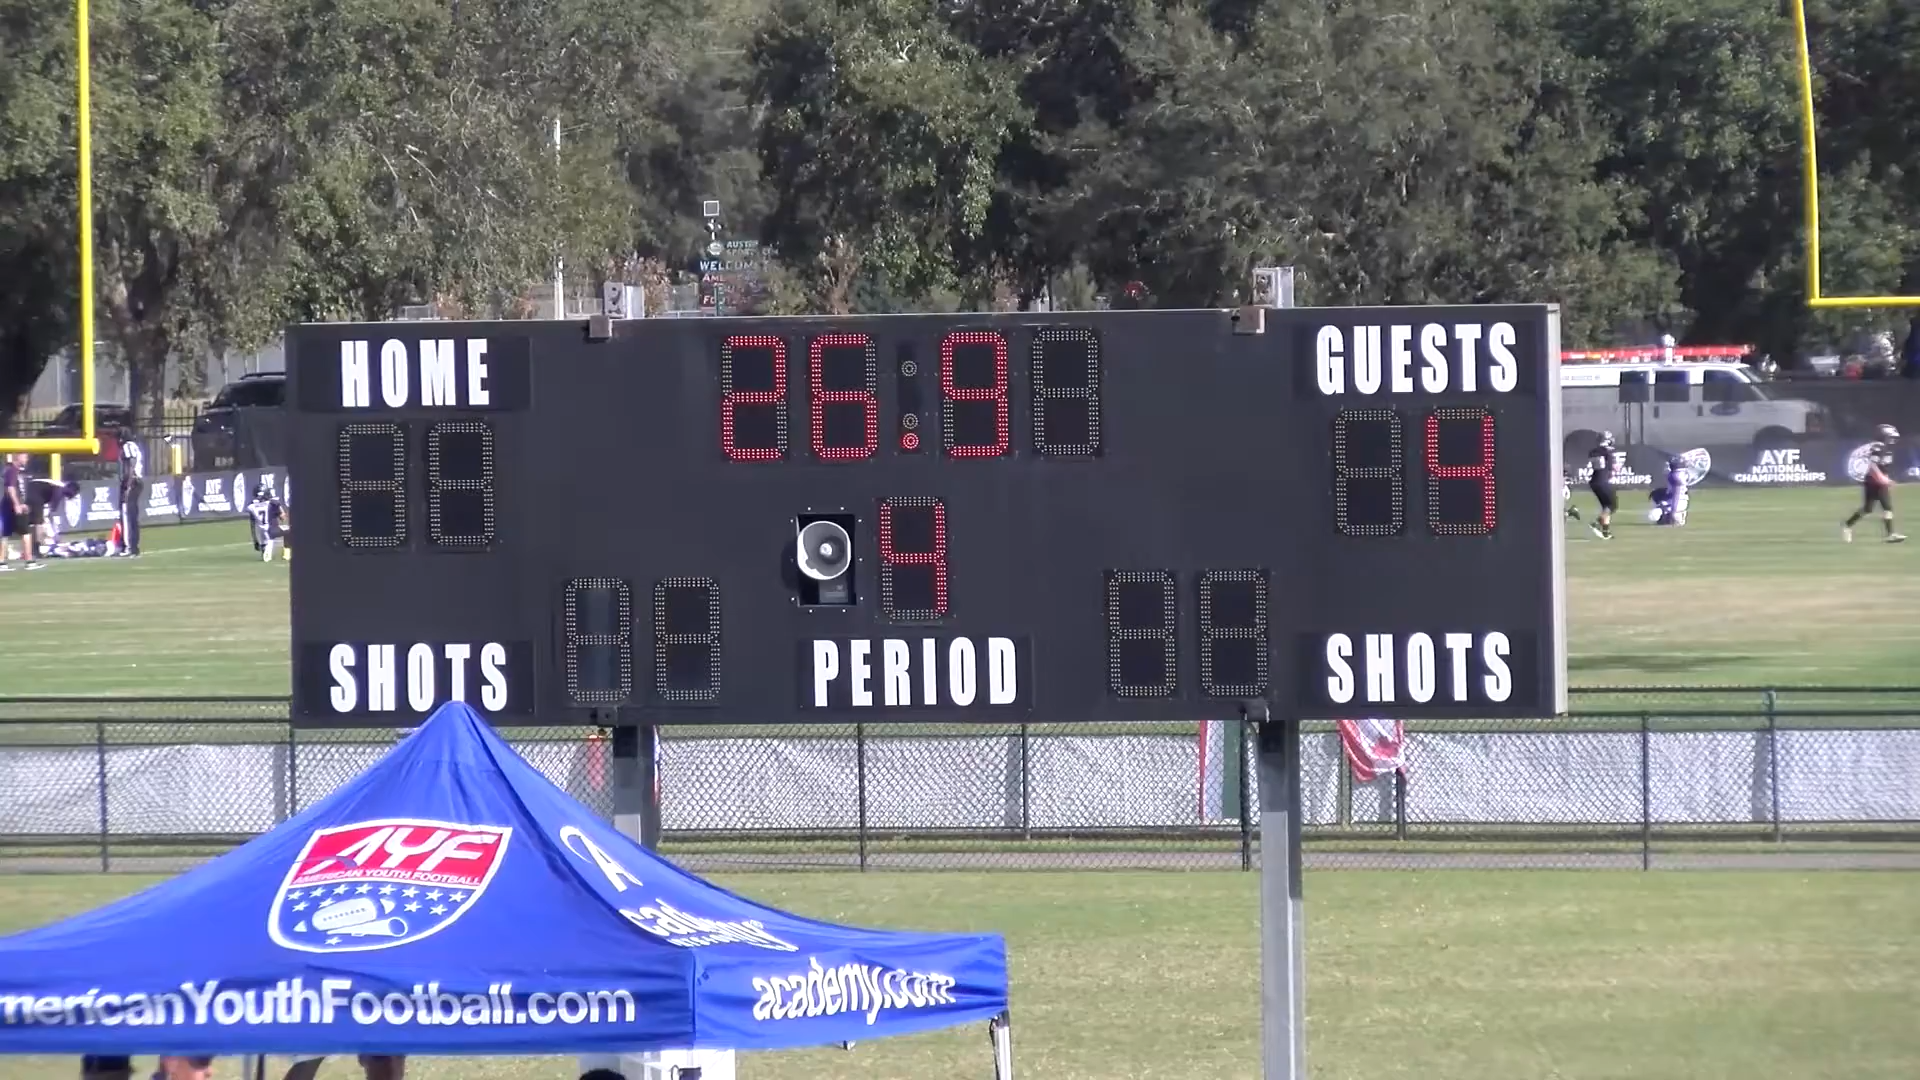 WELCOME
HOME
26.9
GUESTS
4
4
SHOTS
PERIOD
SHOTS
AYF
NATIONAL
CHAMPIONSHIPS
AYF
AMERICAN YOUTH FOOTBALL
mericanYouthFootball.com
academy.com